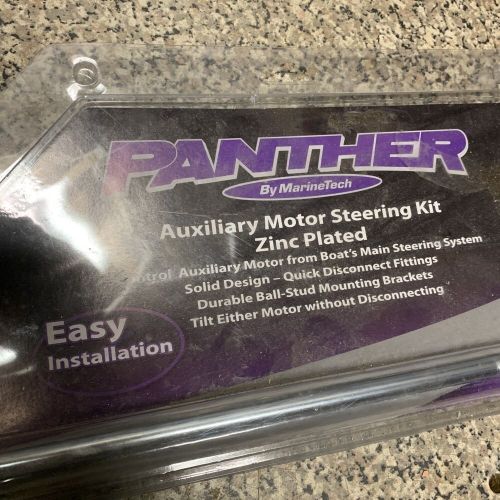 PANTHER
By MarineTech
Auxiliary Motor Steering Kit
Zinc Plated
Auxiliary Motor from Boat's Main Steering System
Solid Design – Quick Disconnect Fittings
Durable Ball-Stud Mounting Brackets
Tilt Either Motor without Disconnecting
Easy
Installation